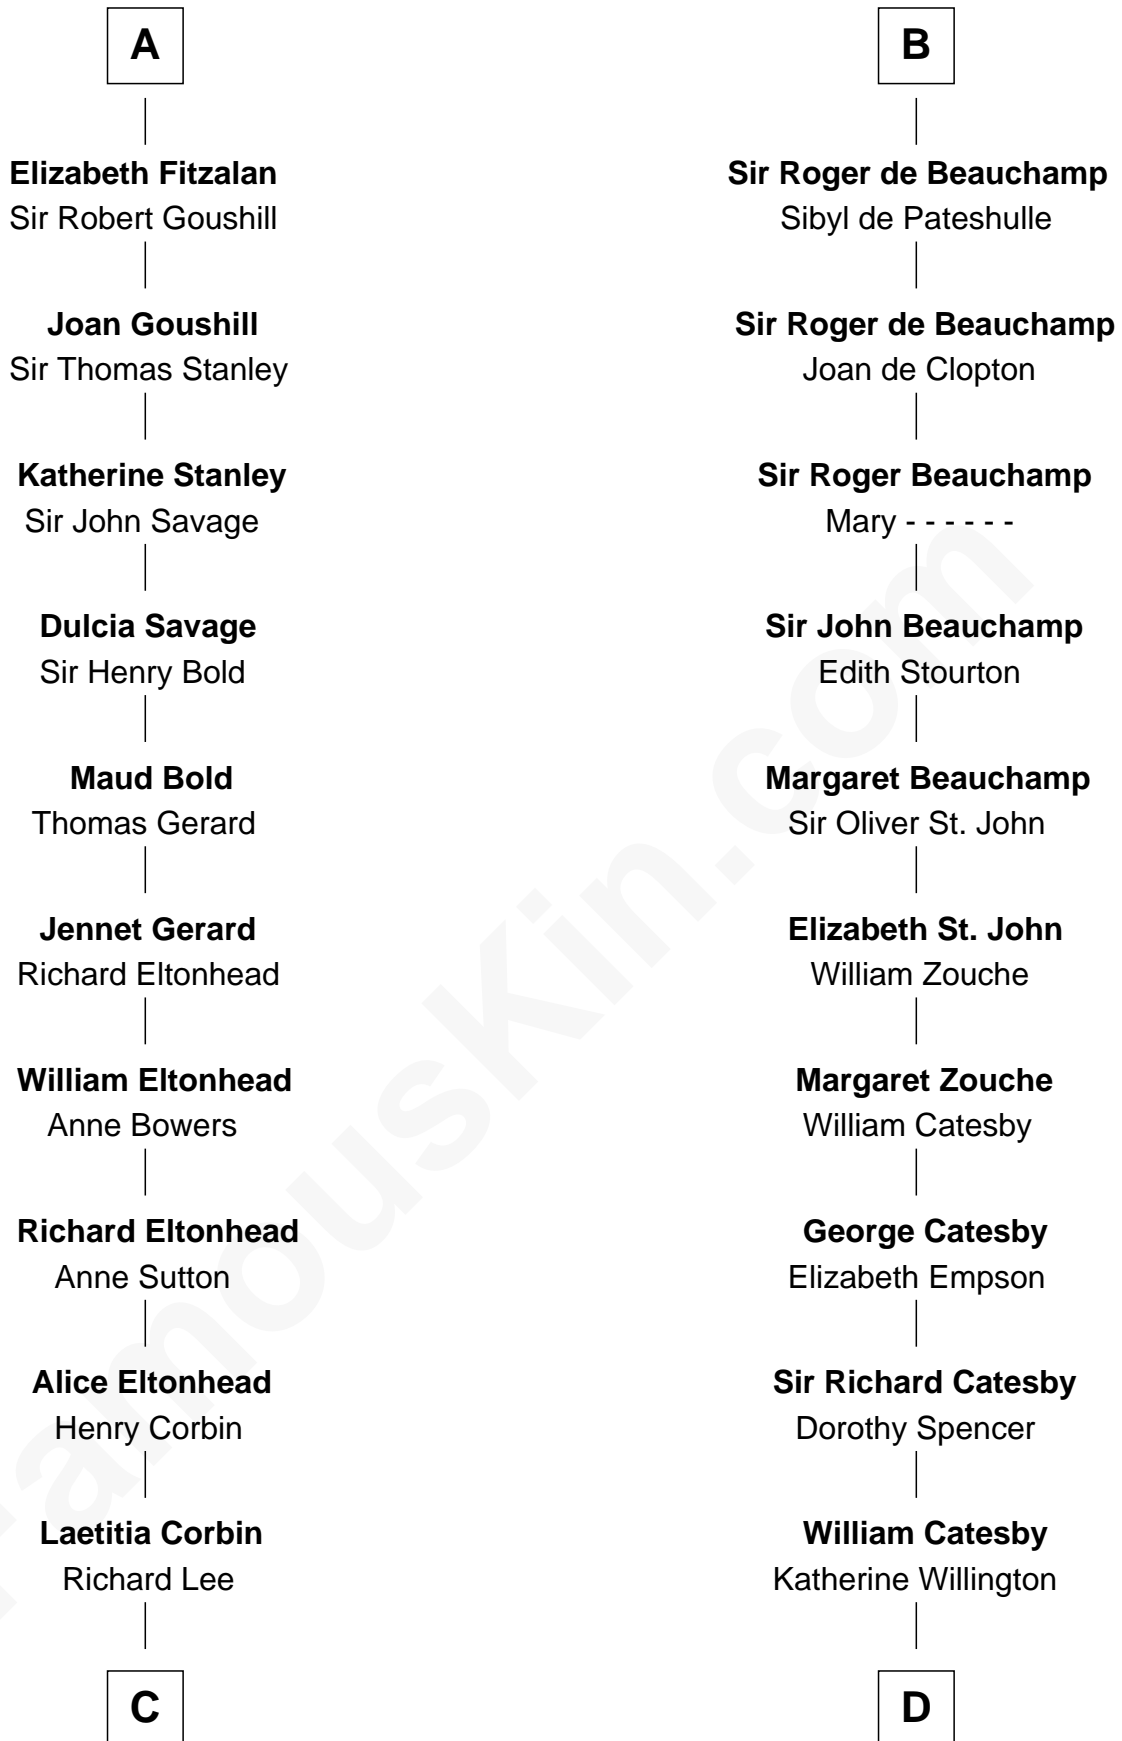 A
Elizabeth Fitzalan
Sir Robert Goushill
Joan Goushill
Sir Thomas Stanley
Katherine Stanley
Sir John Savage
Dulcia Savage
Sir Henry Bold
Maud Bold
Thomas Gerard
Jennet Gerard
Richard Eltonhead
William Eltonhead
Anne Bowers
Richard Eltonhead
Anne Sutton
Alice Eltonhead
Henry Corbin
Laetitia Corbin
Richard Lee
C
B
Sir Roger de Beauchamp
Sibyl de Pateshulle
Sir Roger de Beauchamp
Joan de Clopton
Sir Roger Beauchamp
Mary - - - - - -
Sir John Beauchamp
Edith Stourton
Margaret Beauchamp
Sir Oliver St. John
Elizabeth St. John
William Zouche
Margaret Zouche
William Catesby
George Catesby
Elizabeth Empson
Sir Richard Catesby
Dorothy Spencer
William Catesby
Katherine Willington
D
FamousKin.com